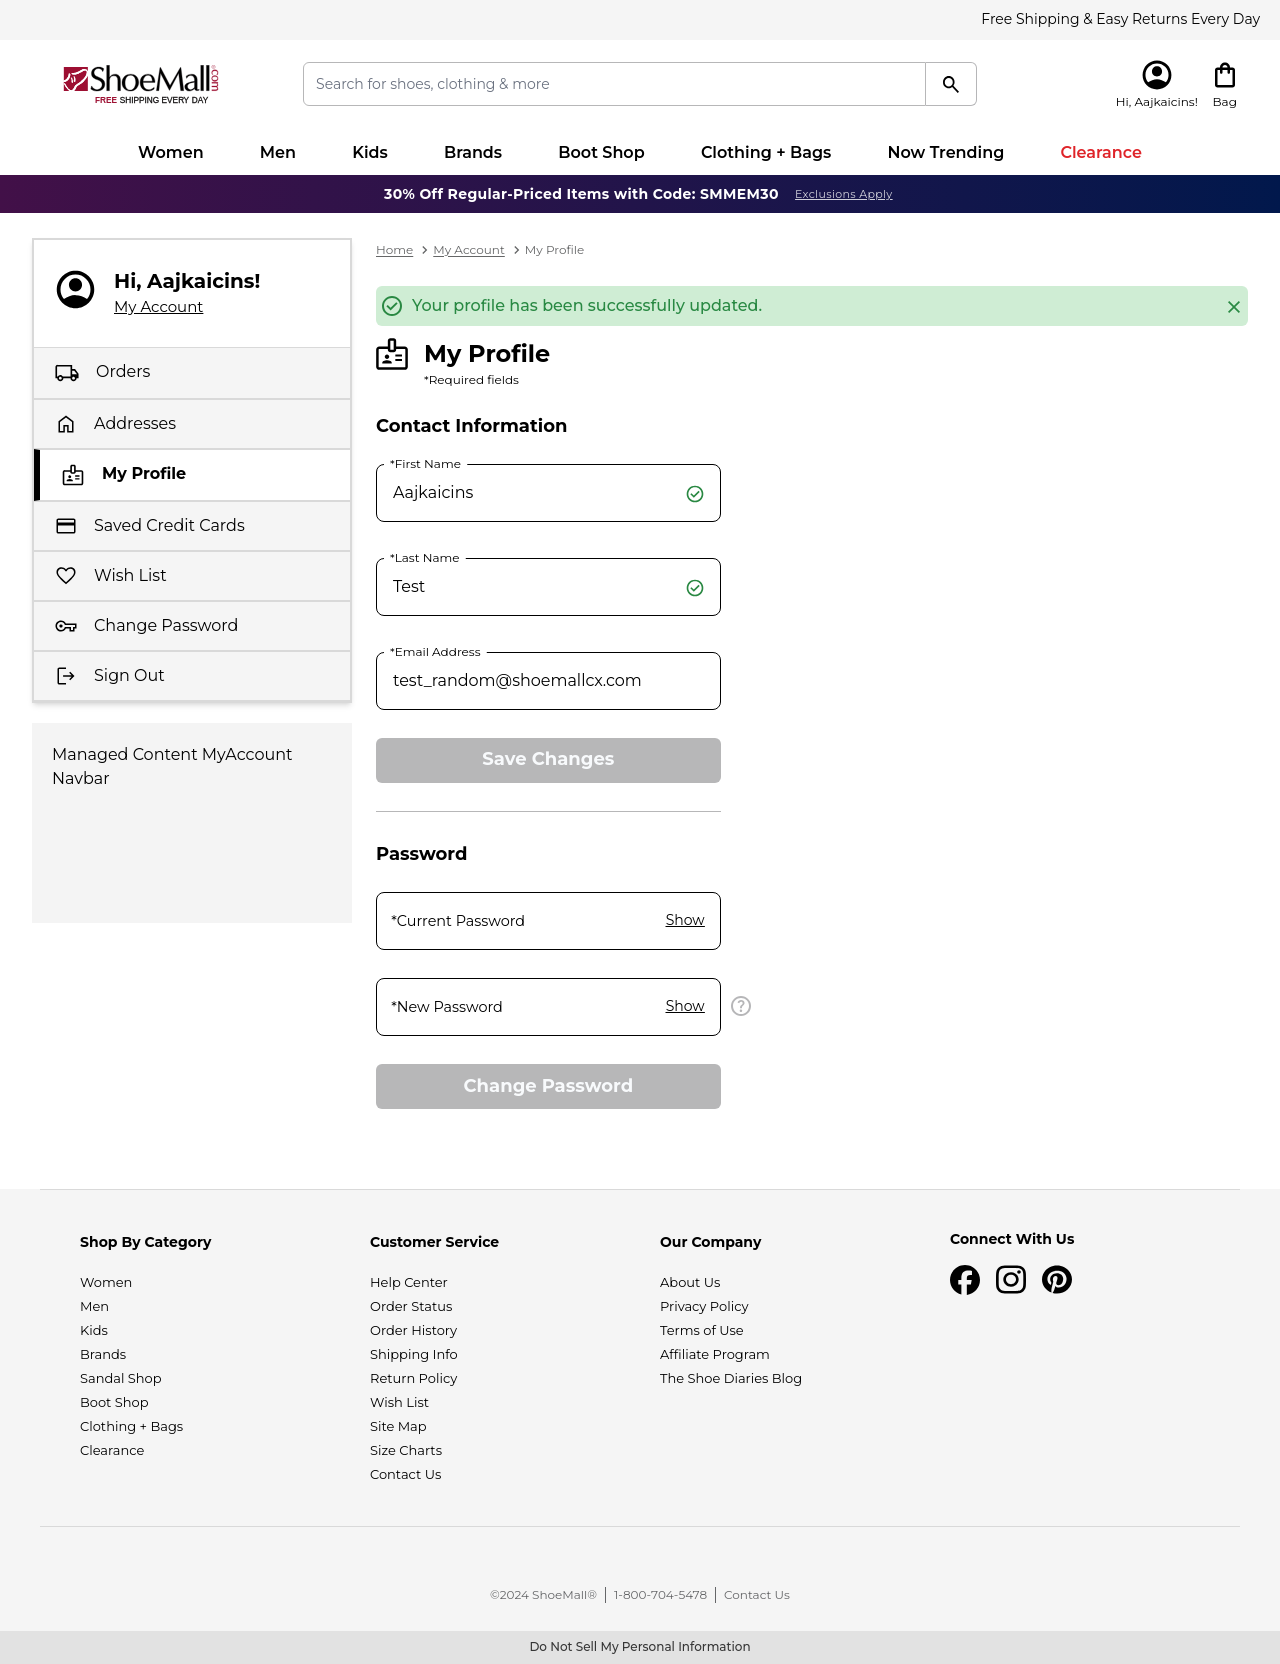 Free Shipping & Easy Returns Every Day
ShoeMall.com
FREE SHIPPING EVERY DAY
Search for shoes, clothing & more
Hi, Aajkaicins!
Bag
Women Men Kids Brands Boot Shop Clothing + Bags Now Trending Clearance
30% Off Regular-Priced Items with Code: SMMEM30 Exclusions Apply
Hi, Aajkaicins!
My Account
Orders
Addresses
My Profile
Saved Credit Cards
Wish List
Change Password
Sign Out
Managed Content MyAccount
Navbar
Home > My Account > My Profile
Your profile has been successfully updated.
My Profile
*Required fields
Contact Information
*First Name
Aajkaicins
*Last Name
Test
*Email Address
test_random@shoemallcx.com
Save Changes
Password
*Current Password Show
*New Password Show
?
Change Password
Shop By Category
Women
Men
Kids
Brands
Sandal Shop
Boot Shop
Clothing + Bags
Clearance
Customer Service
Help Center
Order Status
Order History
Shipping Info
Return Policy
Wish List
Site Map
Size Charts
Contact Us
Our Company
About Us
Privacy Policy
Terms of Use
Affiliate Program
The Shoe Diaries Blog
Connect With Us
©2024 ShoeMall® | 1-800-704-5478 | Contact Us
Do Not Sell My Personal Information